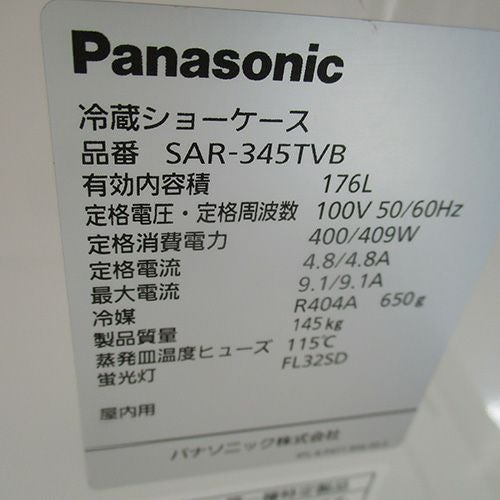 Panasonic
冷蔵ショーケース
品番 SAR-345TVB
有効内容積 176L
定格電圧・定格周波数 100V 50/60Hz
定格消費電力 400/409W
定格電流 4.8/4.8A
最大電流 9.1/9.1A
冷媒 R404A 650g
製品質量 145kg
蒸発皿温度ヒューズ 115℃
蛍光灯 FL32SD
屋内用
パナソニック株式会社